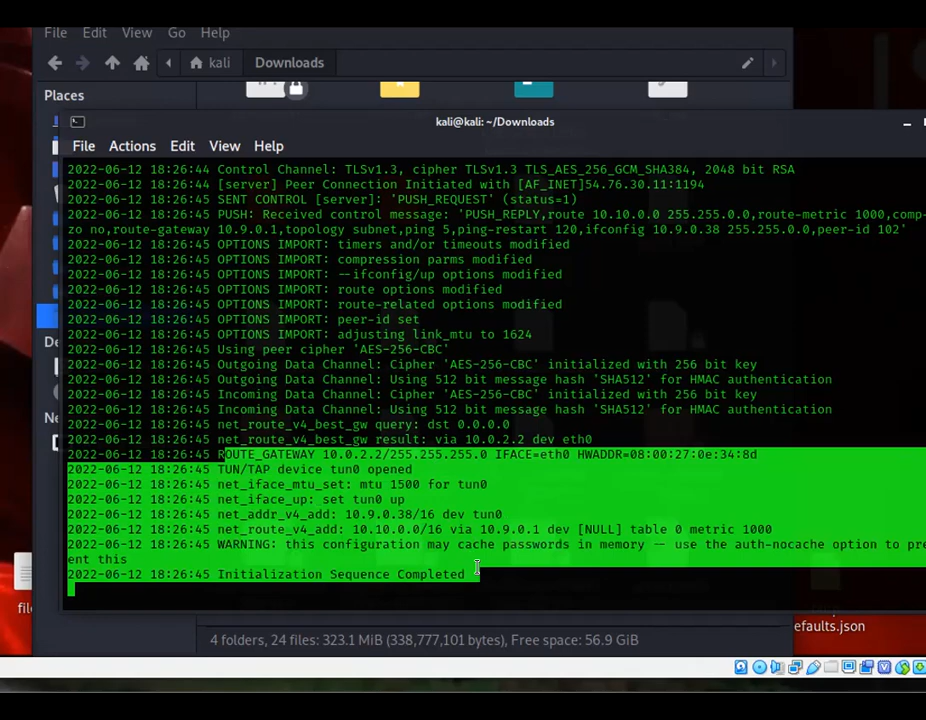 File Edit View Go Help
kali Downloads
Places
kali@kali: ~/Downloads
File Actions Edit View Help
2022-06-12 18:26:44 Control Channel: TLSv1.3, cipher TLSv1.3 TLS_AES_256_GCM_SHA384, 2048 bit RSA
2022-06-12 18:26:44 [server] Peer Connection Initiated with [AF_INET]54.76.30.11:1194
2022-06-12 18:26:45 SENT CONTROL [server]: 'PUSH_REQUEST' (status=1)
2022-06-12 18:26:45 PUSH: Received control message: 'PUSH_REPLY,route 10.10.0.0 255.255.0.0,route-metric 1000,comp-
zo no,route-gateway 10.9.0.1,topology subnet,ping 5,ping-restart 120,ifconfig 10.9.0.38 255.255.0.0,peer-id 102'
2022-06-12 18:26:45 OPTIONS IMPORT: timers and/or timeouts modified
2022-06-12 18:26:45 OPTIONS IMPORT: compression parms modified
2022-06-12 18:26:45 OPTIONS IMPORT: --ifconfig/up options modified
2022-06-12 18:26:45 OPTIONS IMPORT: route options modified
2022-06-12 18:26:45 OPTIONS IMPORT: route-related options modified
2022-06-12 18:26:45 OPTIONS IMPORT: peer-id set
2022-06-12 18:26:45 OPTIONS IMPORT: adjusting link_mtu to 1624
2022-06-12 18:26:45 Using peer cipher 'AES-256-CBC'
2022-06-12 18:26:45 Outgoing Data Channel: Cipher 'AES-256-CBC' initialized with 256 bit key
2022-06-12 18:26:45 Outgoing Data Channel: Using 512 bit message hash 'SHA512' for HMAC authentication
2022-06-12 18:26:45 Incoming Data Channel: Cipher 'AES-256-CBC' initialized with 256 bit key
2022-06-12 18:26:45 Incoming Data Channel: Using 512 bit message hash 'SHA512' for HMAC authentication
2022-06-12 18:26:45 net_route_v4_best_gw query: dst 0.0.0.0
2022-06-12 18:26:45 net_route_v4_best_gw result: via 10.0.2.2 dev eth0
2022-06-12 18:26:45 ROUTE_GATEWAY 10.0.2.2/255.255.255.0 IFACE=eth0 HWADDR=08:00:27:0e:34:8d
2022-06-12 18:26:45 TUN/TAP device tun0 opened
2022-06-12 18:26:45 net_iface_mtu_set: mtu 1500 for tun0
2022-06-12 18:26:45 net_iface_up: set tun0 up
2022-06-12 18:26:45 net_addr_v4_add: 10.9.0.38/16 dev tun0
2022-06-12 18:26:45 net_route_v4_add: 10.10.0.0/16 via 10.9.0.1 dev [NULL] table 0 metric 1000
2022-06-12 18:26:45 WARNING: this configuration may cache passwords in memory -- use the auth-nocache option to pre
ent this
2022-06-12 18:26:45 Initialization Sequence Completed
De
Ne
file
efaults.json
4 folders, 24 files: 323.1 MiB (338,777,101 bytes), Free space: 56.9 GiB